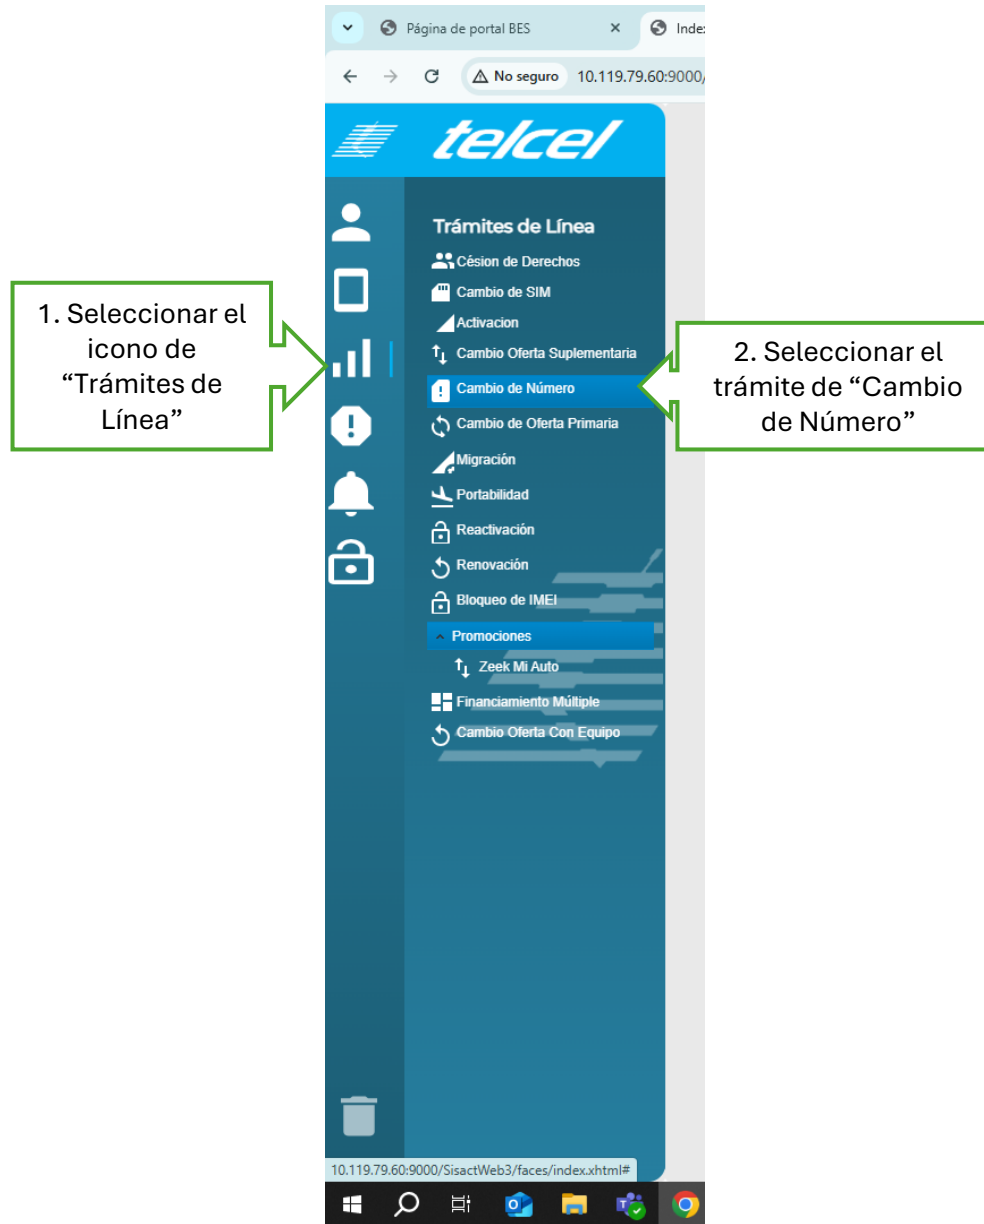 Página de portal BES
Index
No seguro
10.119.79.60:9000/
telcel
Trámites de Línea
Césion de Derechos
Cambio de SIM
Activacion
Cambio Oferta Suplementaria
Cambio de Número
Cambio de Oferta Primaria
Migración
Portabilidad
Reactivación
Renovación
Bloqueo de IMEI
Promociones
Zeek Mi Auto
Financiamiento Múltiple
Cambio Oferta Con Equipo
1. Seleccionar el
icono de
“Trámites de
Línea”
2. Seleccionar el
trámite de “Cambio
de Número”
10.119.79.60:9000/SisactWeb3/faces/index.xhtml#